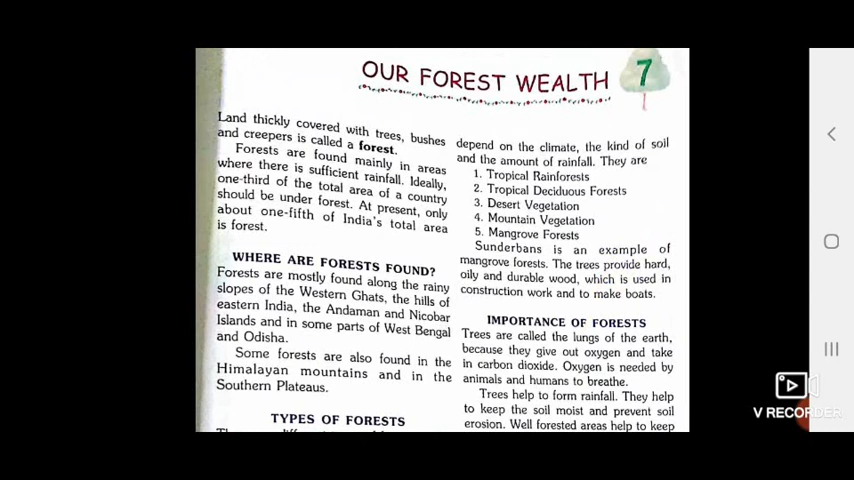 OUR FOREST WEALTH
7
Land thickly covered with trees, bushes
and creepers is called a forest.
Forests are found mainly in areas
where there is sufficient rainfall. Ideally,
one-third of the total area of a country
should be under forest. At present, only
about one-fifth of India's total area
is forest.
WHERE ARE FORESTS FOUND?
Forests are mostly found along the rainy
slopes of the Western Ghats, the hills of
eastern India, the Andaman and Nicobar
Islands and in some parts of West Bengal
and Odisha.
Some forests are also found in the
Himalayan mountains and in the
Southern Plateaus.
TYPES OF FORESTS
depend on the climate, the kind of soil
and the amount of rainfall. They are
1. Tropical Rainforests
2. Tropical Deciduous Forests
3. Desert Vegetation
4. Mountain Vegetation
5. Mangrove Forests
Sunderbans is an example of
mangrove forests. The trees provide hard,
oily and durable wood, which is used in
construction work and to make boats.
IMPORTANCE OF FORESTS
Trees are called the lungs of the earth,
because they give out oxygen and take
in carbon dioxide. Oxygen is needed by
animals and humans to breathe.
Trees help to form rainfall. They help
to keep the soil moist and prevent soil
erosion. Well forested areas help to keep
V RECORDER